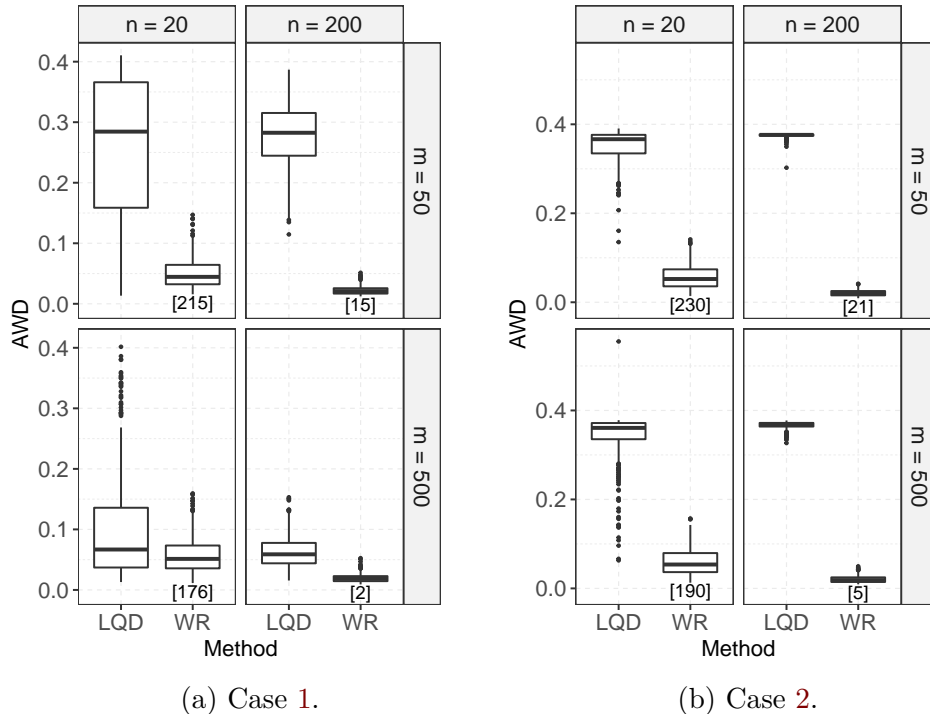 n = 20
n = 200
0.4
0.3
0.2
0.1
0.0
[215]
[15]
m = 50
AWD
0.4
0.3
0.2
0.1
0.0
[176]
[2]
m = 500
LQD
WR
LQD
WR
Method
(a) Case 1.
n = 20
n = 200
0.4
0.2
0.0
[230]
[21]
m = 50
AWD
0.4
0.2
0.0
[190]
[5]
m = 500
LQD
WR
LQD
WR
Method
(b) Case 2.